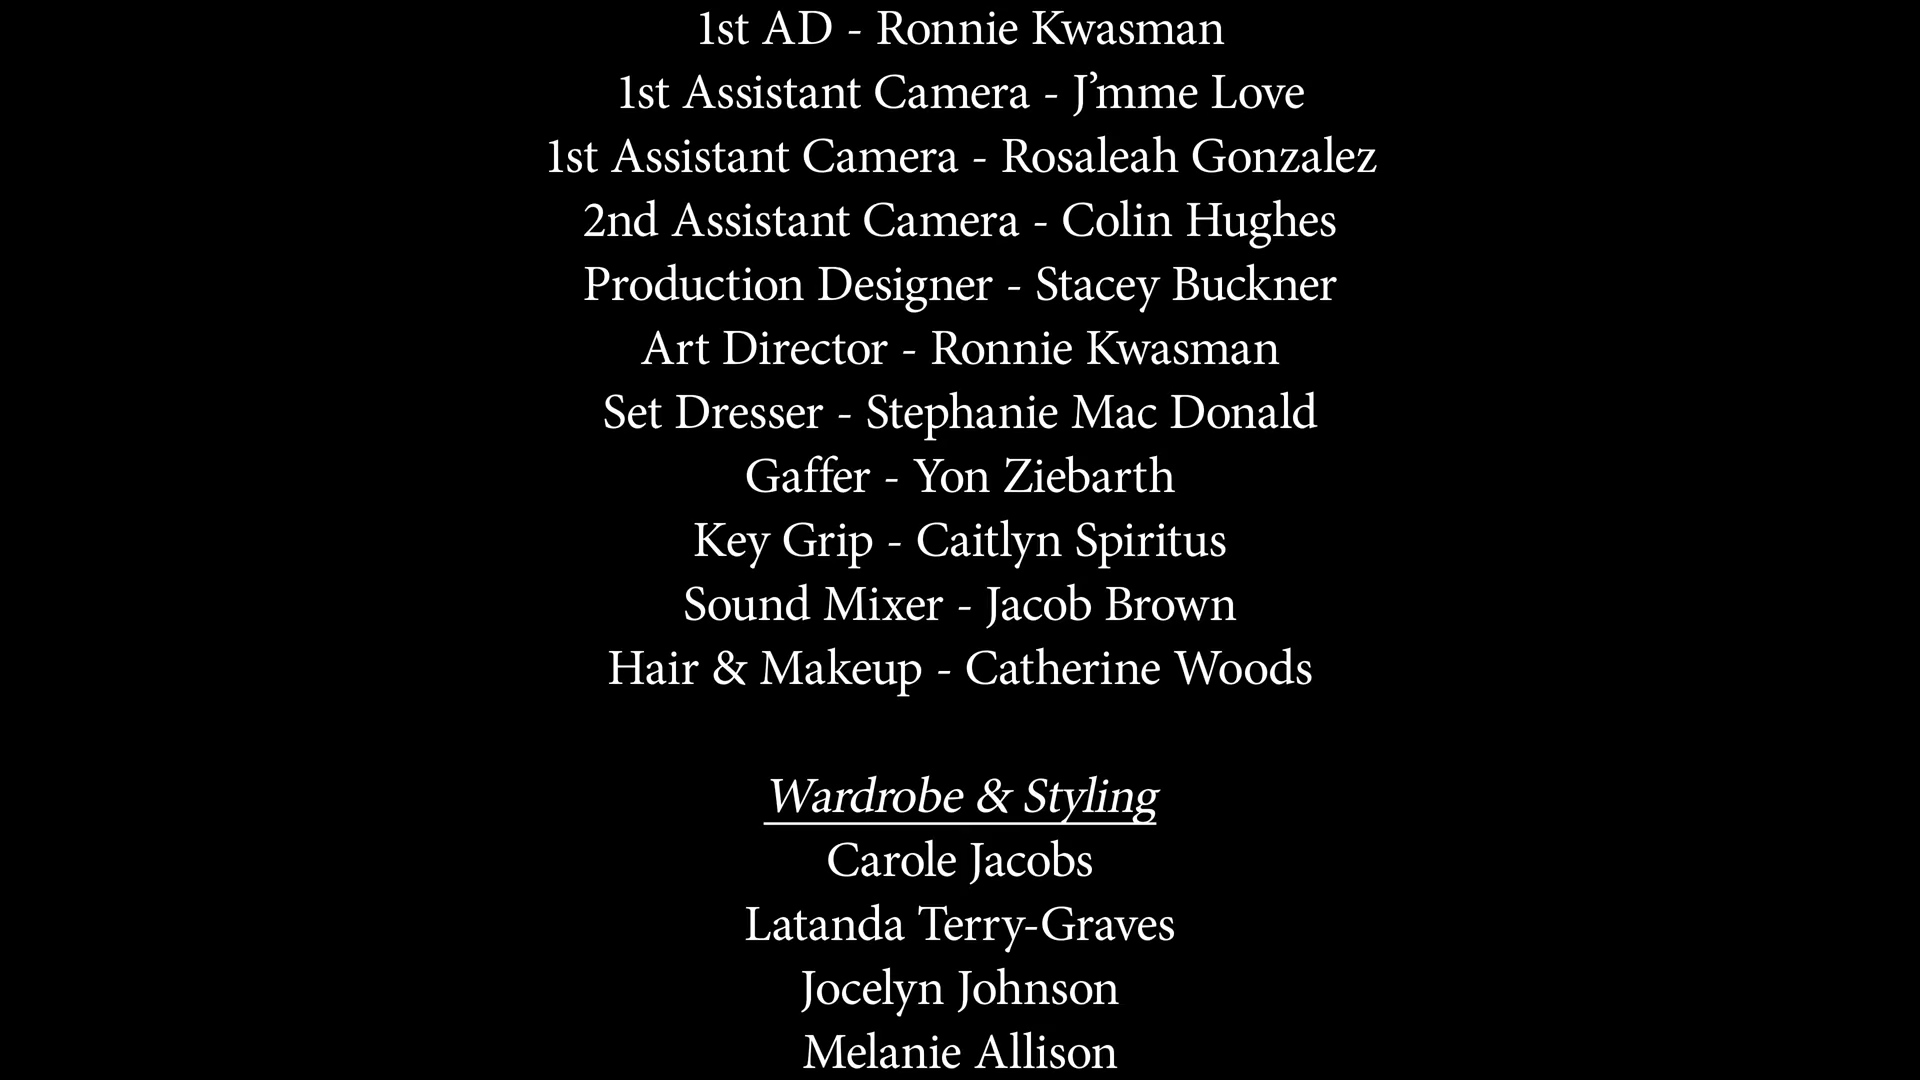 1st AD - Ronnie Kwasman
1st Assistant Camera - J’mme Love
1st Assistant Camera - Rosaleah Gonzalez
2nd Assistant Camera - Colin Hughes
Production Designer - Stacey Buckner
Art Director - Ronnie Kwasman
Set Dresser - Stephanie Mac Donald
Gaffer - Yon Ziebarth
Key Grip - Caitlyn Spiritus
Sound Mixer - Jacob Brown
Hair & Makeup - Catherine Woods
Wardrobe & Styling
Carole Jacobs
Latanda Terry-Graves
Jocelyn Johnson
Melanie Allison